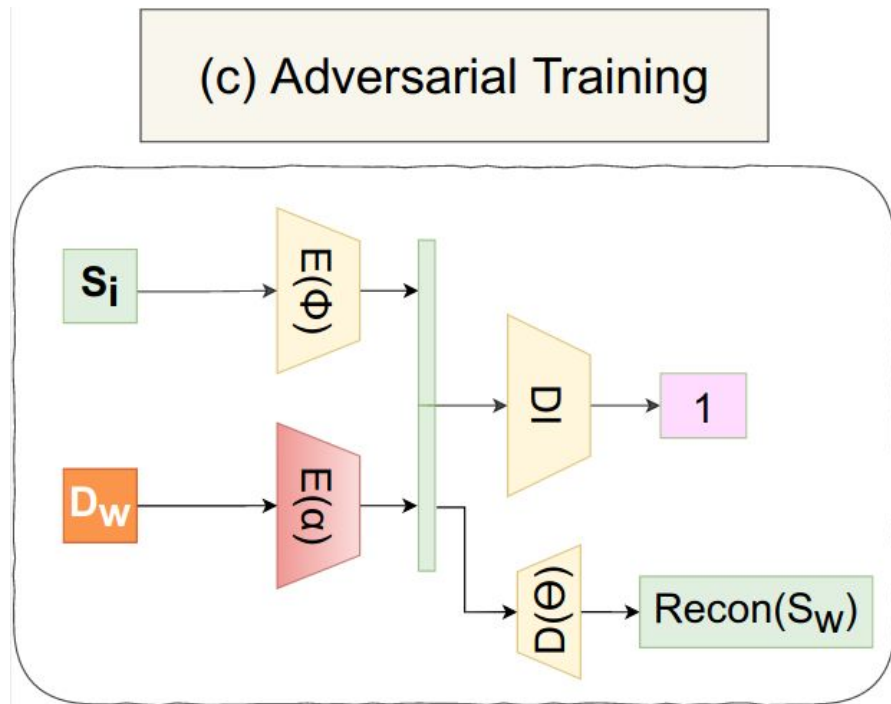 (c) Adversarial Training
Si
E(Φ)
DI
1
Dw
E(α)
D(Θ)
Recon(Sw)